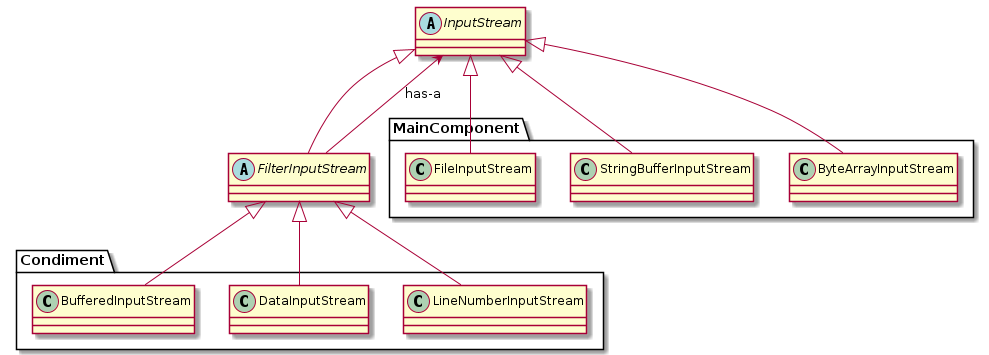 A InputStream
has-a
MainComponent
A FilterInputStream
C FileInputStream
C StringBufferInputStream
C ByteArrayInputStream
Condiment
C BufferedInputStream
C DataInputStream
C LineNumberInputStream